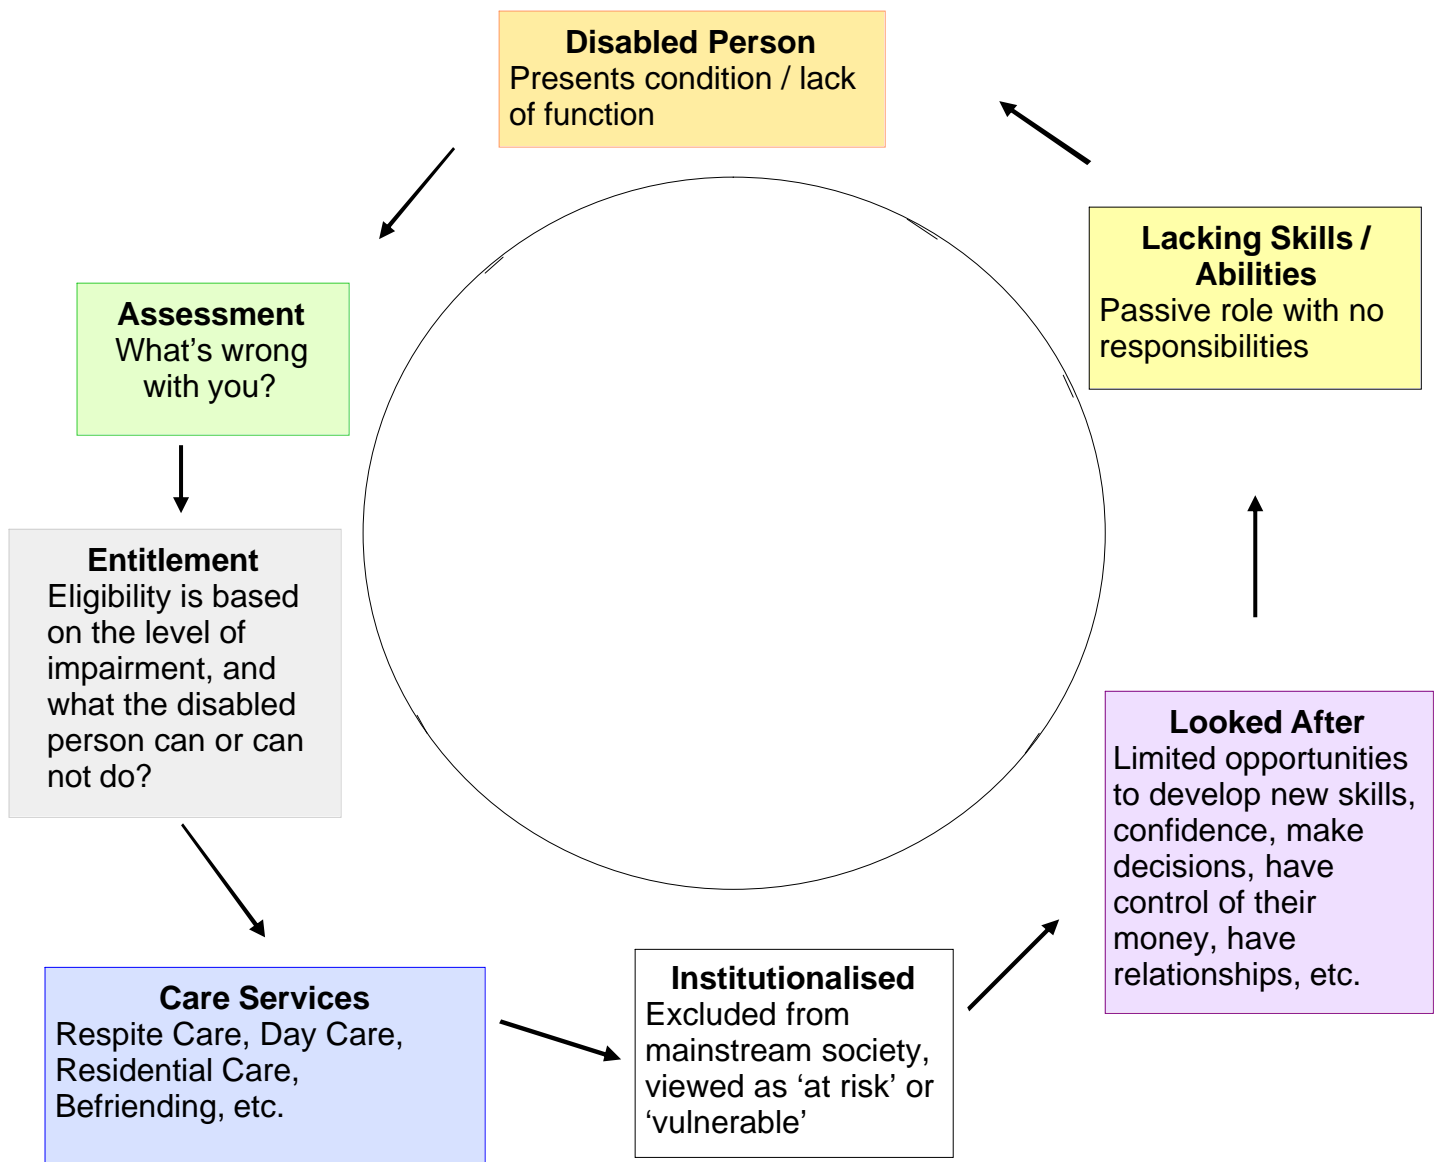 Disabled Person
Presents condition / lack
of function
Assessment
What’s wrong
with you?
Entitlement
Eligibility is based
on the level of
impairment, and
what the disabled
person can or can
not do?
Care Services
Respite Care, Day Care,
Residential Care,
Befriending, etc.
Institutionalised
Excluded from
mainstream society,
viewed as ‘at risk’ or
‘vulnerable’
Looked After
Limited opportunities
to develop new skills,
confidence, make
decisions, have
control of their
money, have
relationships, etc.
Lacking Skills /
Abilities
Passive role with no
responsibilities